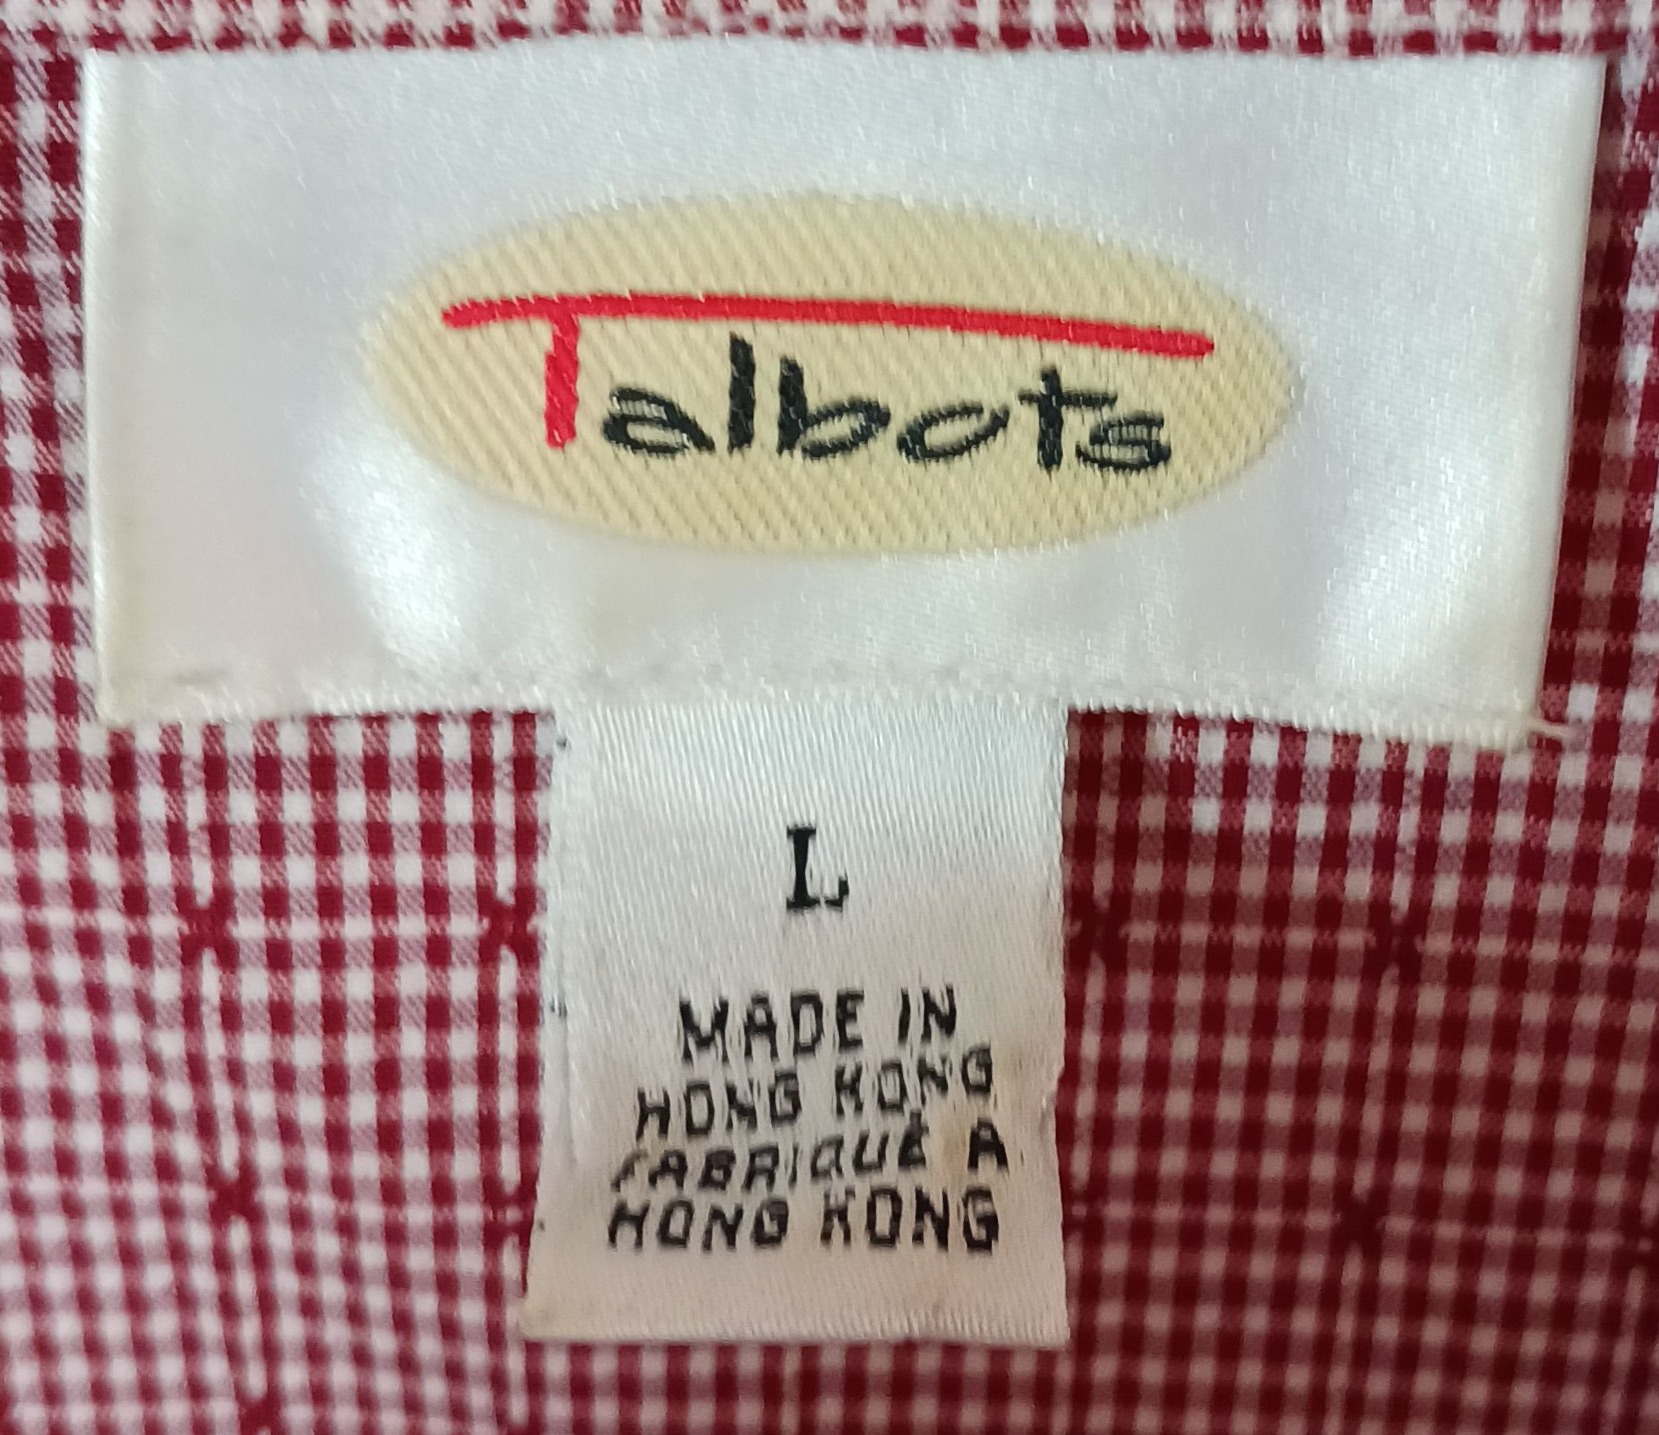 Talbots
L
MADE IN
HONG KONG
FABRIQUÉ A
HONG KONG